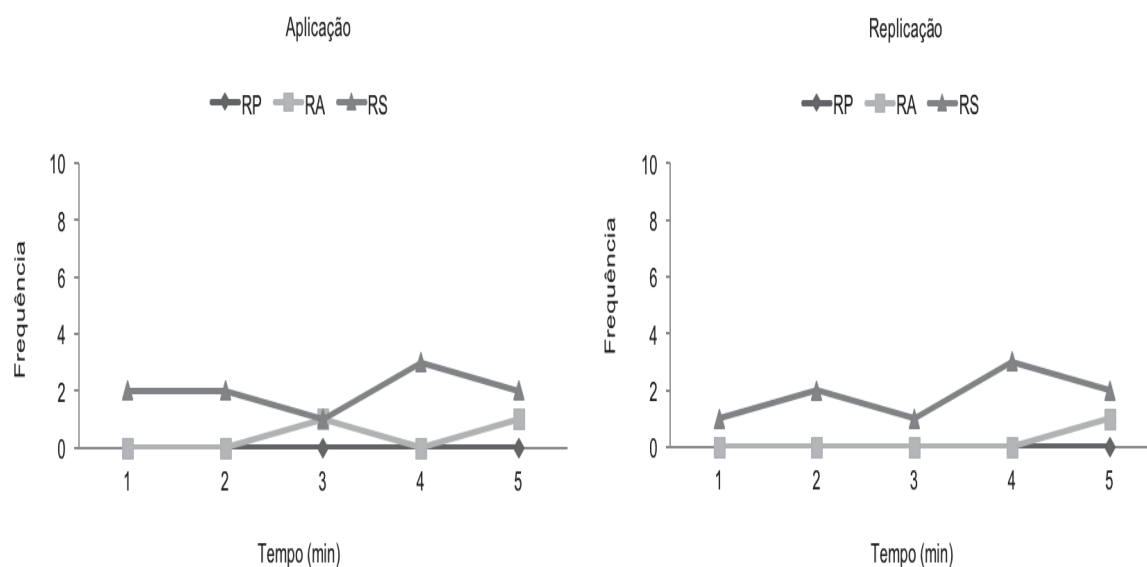 Aplicação
RP RA RS
10
8
6
4
2
0
Frequência
1 2 3 4 5
Tempo (min)
Replicação
RP RA RS
10
8
6
4
2
0
Frequência
1 2 3 4 5
Tempo (min)